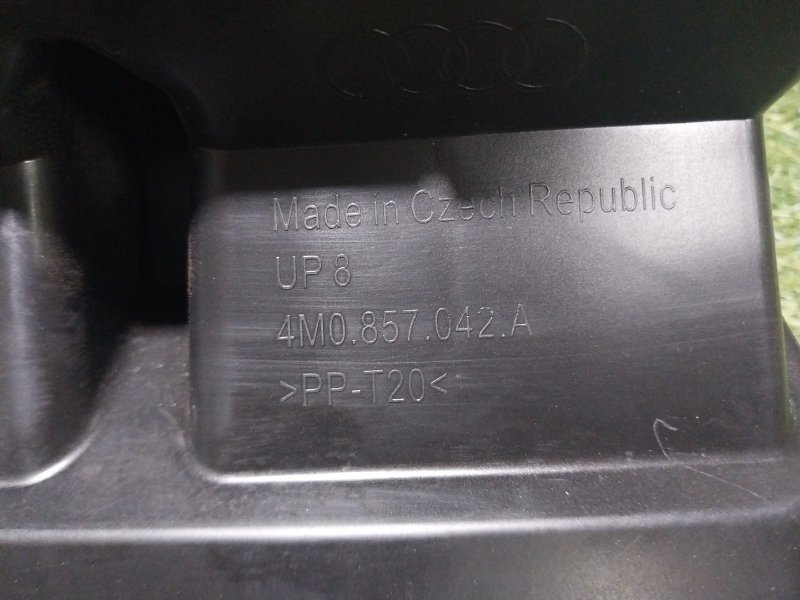 Made in Czech Republic
UP 8
4M0.857.042.A
>PP-T20<